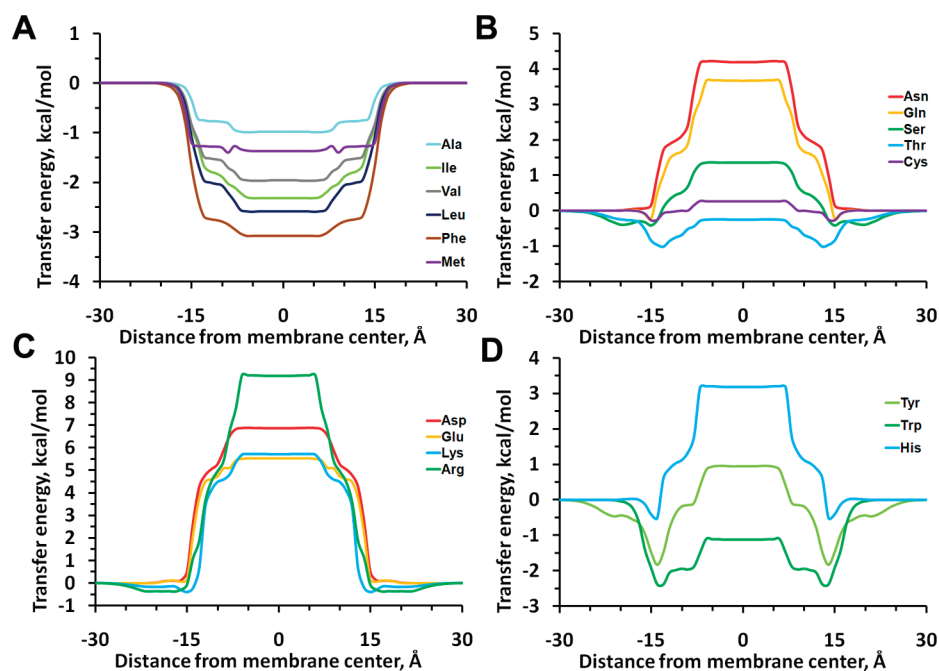 A
Transfer energy, kcal/mol
1
0
-1
-2
-3
-4
-30
-15
0
15
30
Distance from membrane center, Å
Ala
Ile
Val
Leu
Phe
Met
B
Transfer energy, kcal/mol
5
4
3
2
1
0
-1
-2
-30
-15
0
15
30
Distance from membrane center, Å
Asn
Gln
Ser
Thr
Cys
C
Transfer energy, kcal/mol
10
9
8
7
6
5
4
3
2
1
0
-1
-30
-15
0
15
30
Distance from membrane center, Å
Asp
Glu
Lys
Arg
D
Transfer energy, kcal/mol
4
3
2
1
0
-1
-2
-3
-30
-15
0
15
30
Distance from membrane center, Å
Tyr
Trp
His